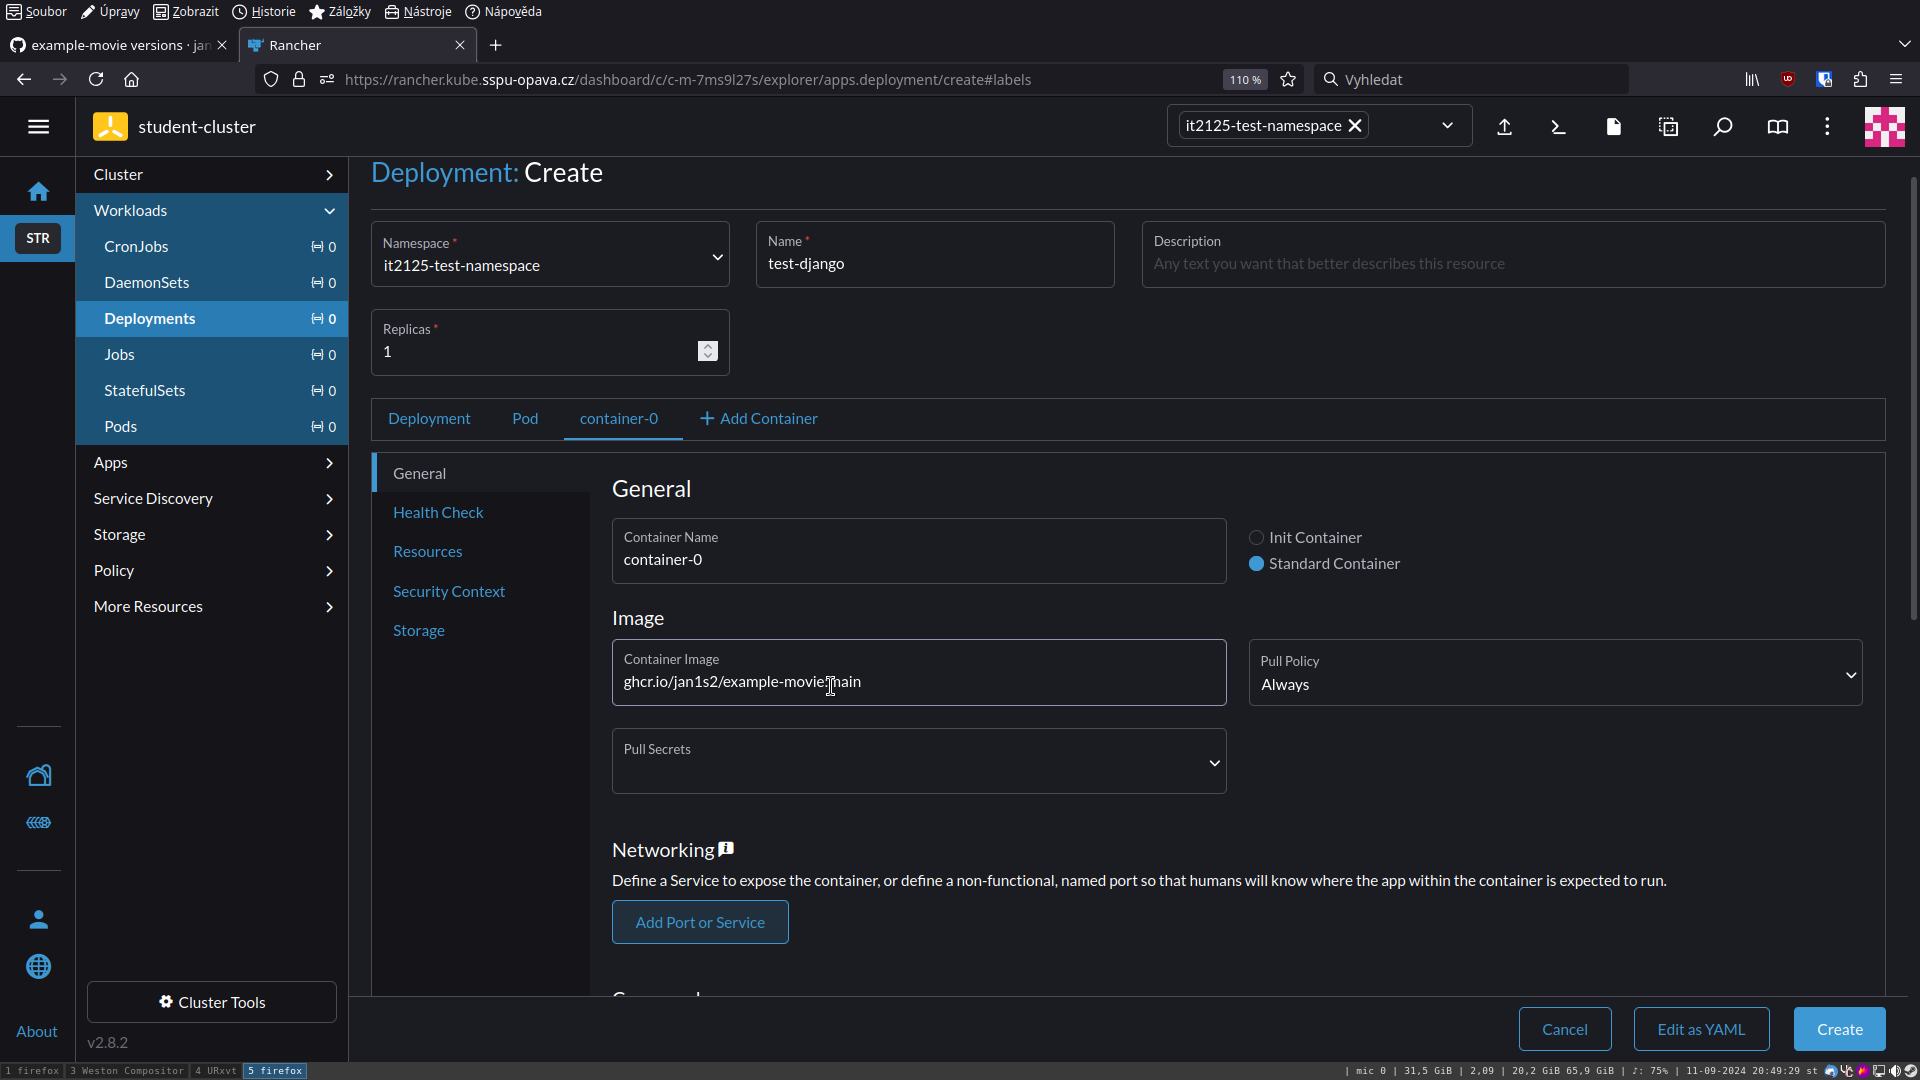 Soubor Úpravy Zobrazit Historie Záložky Nástroje Nápověda
example-movie versions · jan
Rancher
https://rancher.kube.sspu-opava.cz/dashboard/c/c-m-7ms9l27s/explorer/apps.deployment/create#labels
110 %
Vyhledat
student-cluster
it2125-test-namespace
STR
Cluster
Workloads
CronJobs 0
DaemonSets 0
Deployments 0
Jobs 0
StatefulSets 0
Pods 0
Apps
Service Discovery
Storage
Policy
More Resources
Cluster Tools
About
v2.8.2
Deployment: Create
Namespace *
it2125-test-namespace
Name *
test-django
Description
Any text you want that better describes this resource
Replicas *
1
Deployment Pod container-0 + Add Container
General
Health Check
Resources
Security Context
Storage
General
Container Name
container-0
Init Container
Standard Container
Image
Container Image
ghcr.io/jan1s2/example-movie:main
Pull Policy
Always
Pull Secrets
Networking
Define a Service to expose the container, or define a non-functional, named port so that humans will know where the app within the container is expected to run.
Add Port or Service
Cancel
Edit as YAML
Create
1 firefox 3 Weston Compositor 4 URxvt 5 firefox
| mic 0 | 31,5 GiB | 2,09 | 20,2 GiB 65,9 GiB | ♪: 75% | 11-09-2024 20:49:29 st